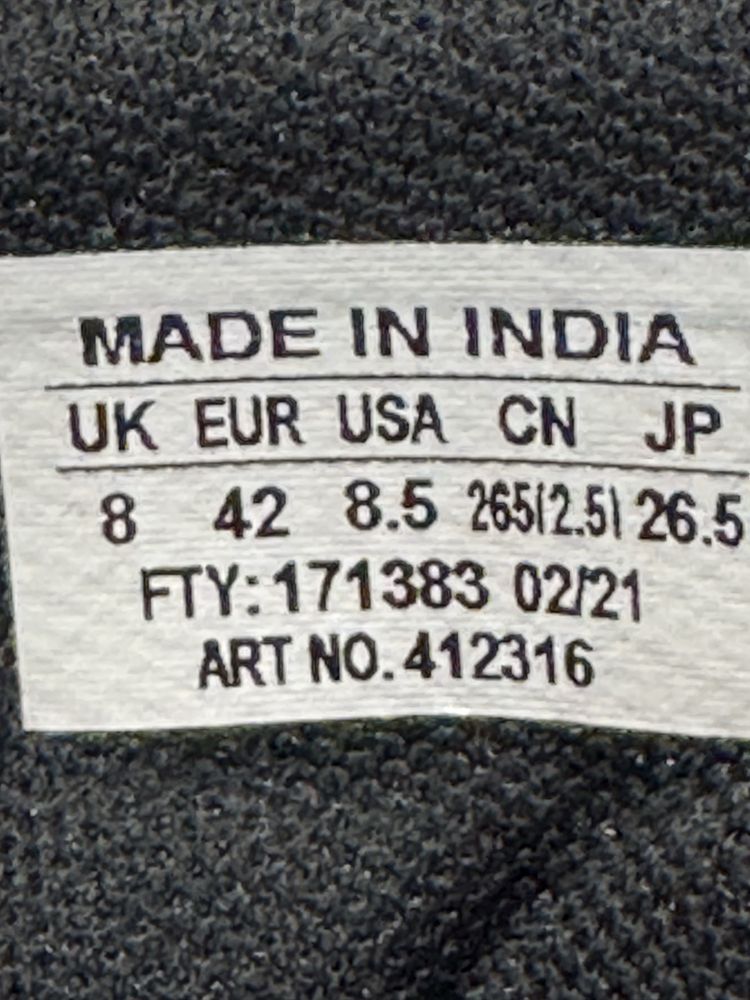 MADE IN INDIA
UK EUR USA CN JP
8 42 8.5 265(2.5) 26.5
FTY: 171383 02/21
ART NO. 412316